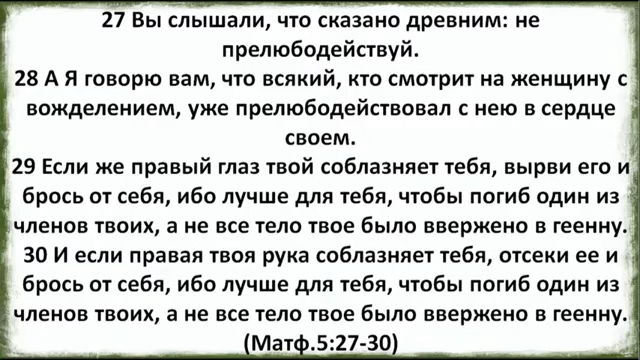 27 Вы слышали, что сказано древним: не
прелюбодействуй.
28 А Я говорю вам, что всякий, кто смотрит на женщину с
вожделением, уже прелюбодействовал с нею в сердце
своем.
29 Если же правый глаз твой соблазняет тебя, вырви его и
брось от себя, ибо лучше для тебя, чтобы погиб один из
членов твоих, а не все тело твое было ввержено в геенну.
30 И если правая твоя рука соблазняет тебя, отсеки ее и
брось от себя, ибо лучше для тебя, чтобы погиб один из
членов твоих, а не все тело твое было ввержено в геенну.
(Матф.5:27-30)